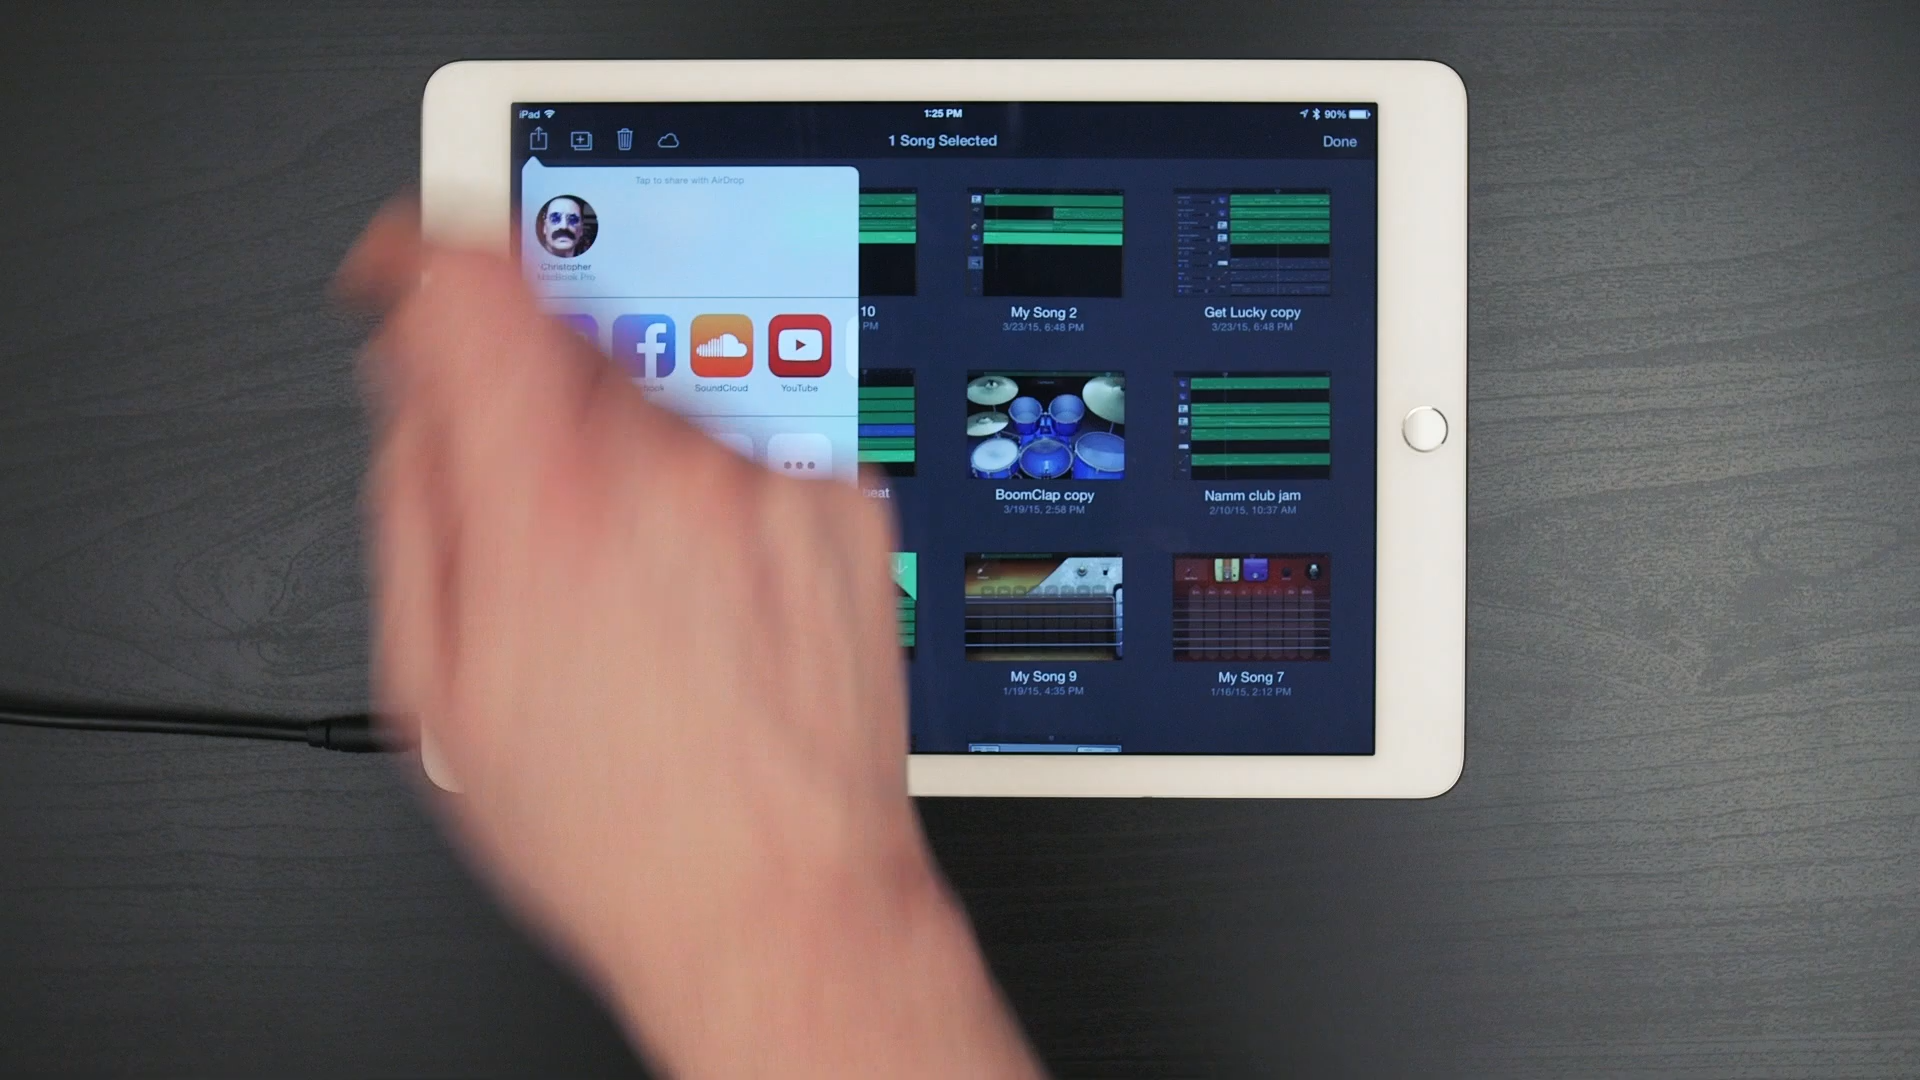 iPad
1:25 PM
90%
1 Song Selected
Done
Tap to share with AirDrop
Christopher
MacBook Pro
SoundCloud
YouTube
10
PM
My Song 2
3/23/15, 6:48 PM
Get Lucky copy
3/23/15, 6:48 PM
beat
BoomClap copy
3/19/15, 2:58 PM
Namm club jam
2/10/15, 10:37 AM
My Song 9
1/19/15, 4:35 PM
My Song 7
1/16/15, 2:12 PM